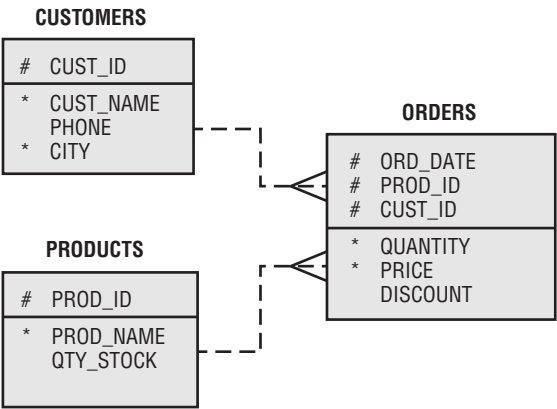 CUSTOMERS
# CUST_ID
* CUST_NAME
PHONE
* CITY
ORDERS
# ORD_DATE
# PROD_ID
# CUST_ID
* QUANTITY
* PRICE
DISCOUNT
PRODUCTS
# PROD_ID
* PROD_NAME
QTY_STOCK